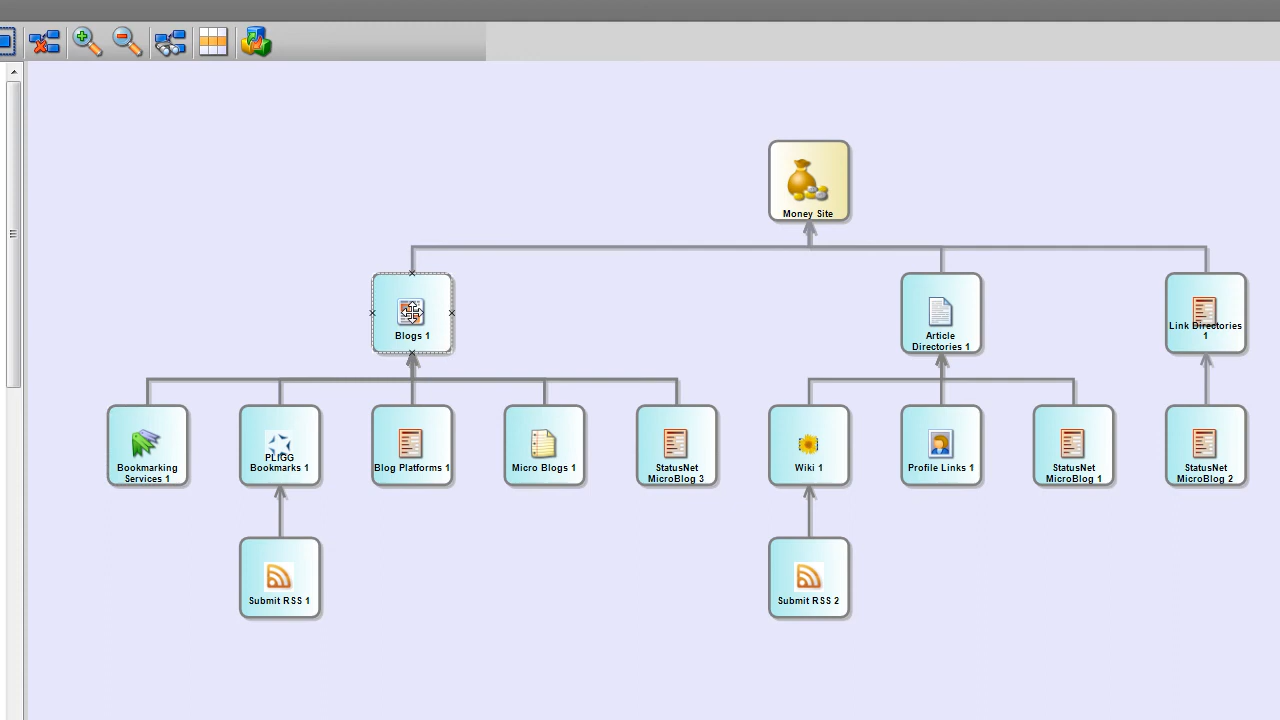 Money Site
Blogs 1
Article
Directories 1
Link Directories
1
Bookmarking
Services 1
PLIGG
Bookmarks 1
Blog Platforms 1
Micro Blogs 1
StatusNet
MicroBlog 3
Wiki 1
Profile Links 1
StatusNet
MicroBlog 1
StatusNet
MicroBlog 2
Submit RSS 1
Submit RSS 2